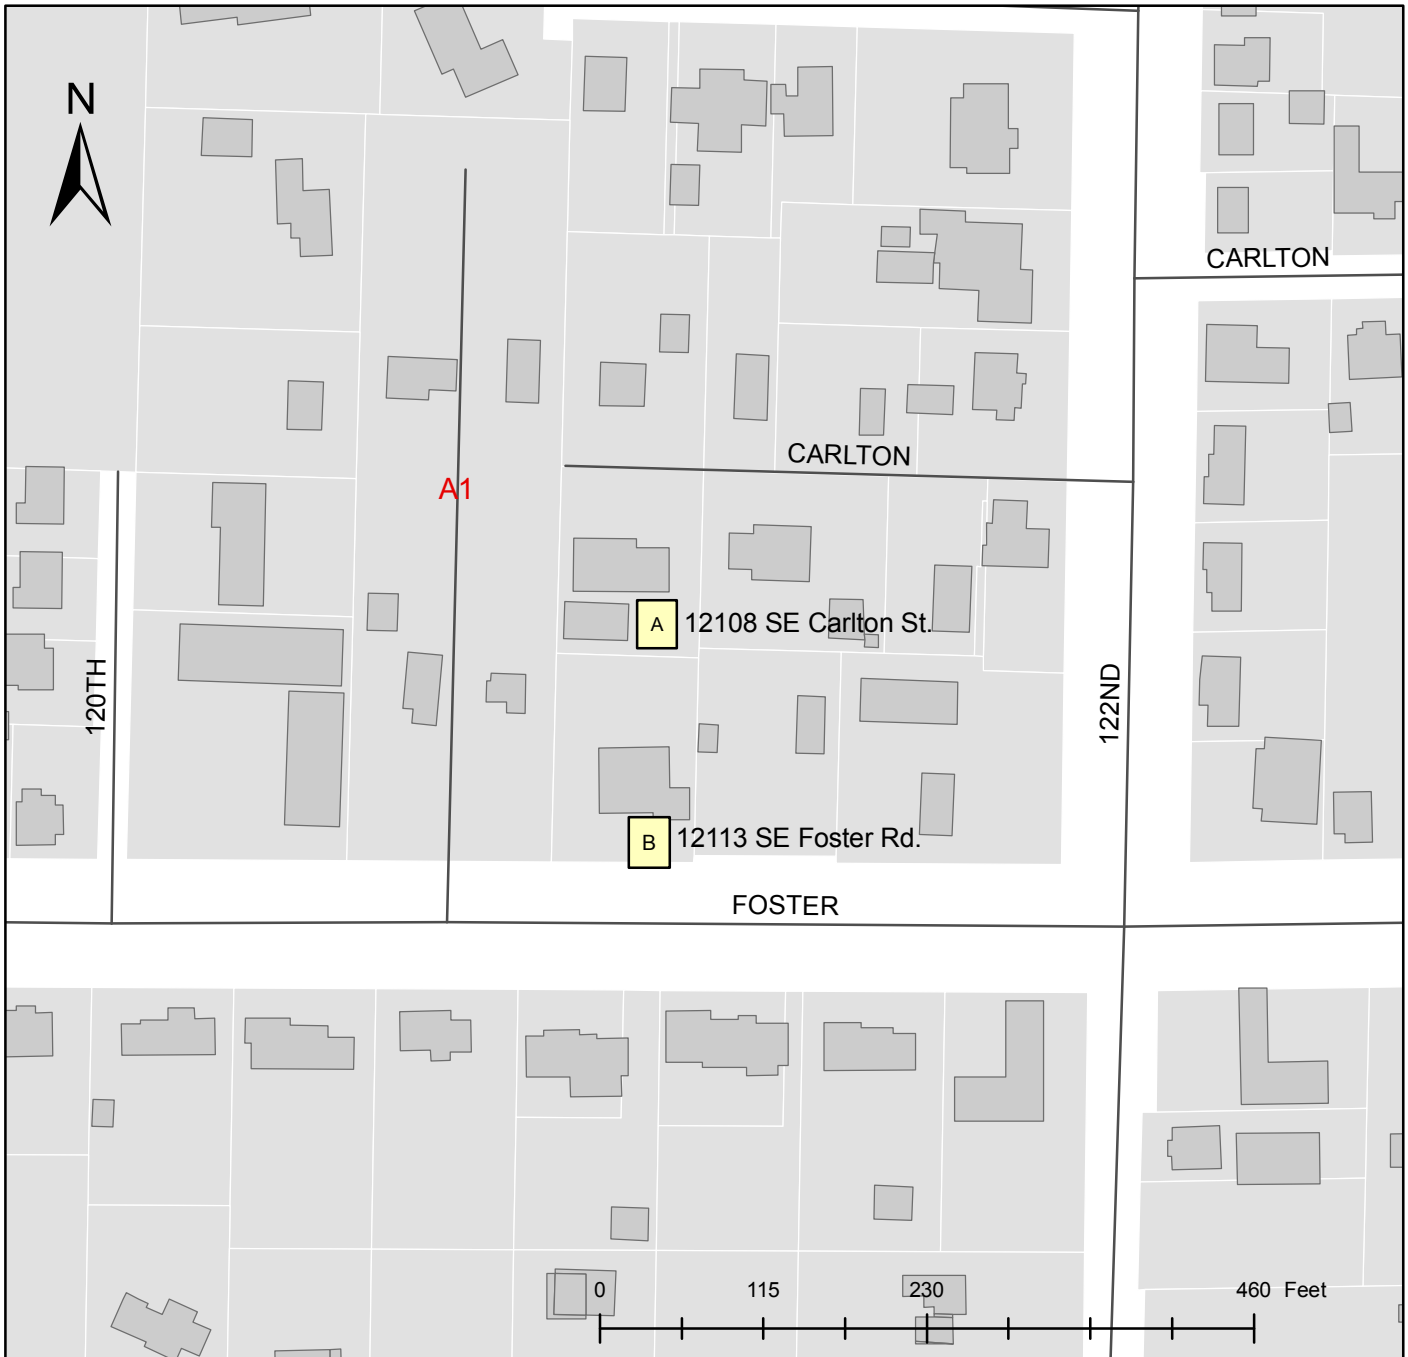 N
CARLTON
CARLTON
A1
A 12108 SE Carlton St.
120TH
122ND
B 12113 SE Foster Rd.
FOSTER
0 115 230 460 Feet